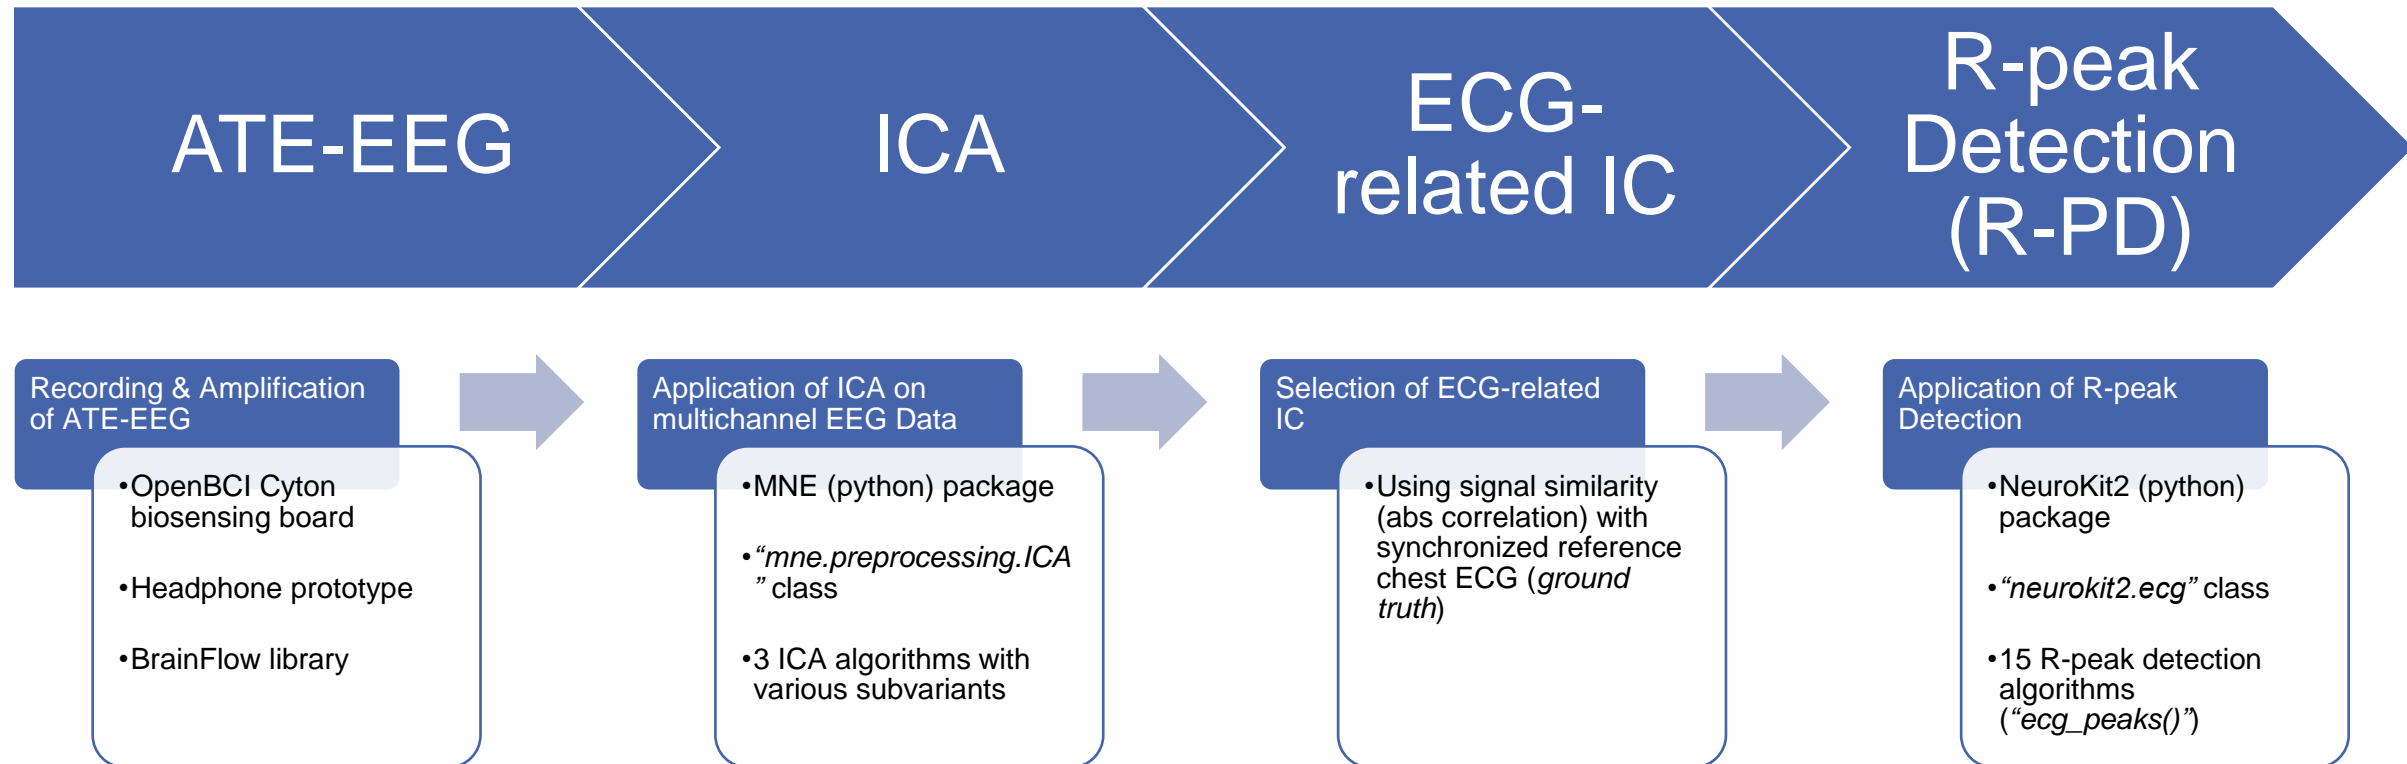 ATE-EEG
ICA
ECG-
related IC
R-peak
Detection
(R-PD)
Recording & Amplification
of ATE-EEG
•OpenBCI Cyton
biosensing board
•Headphone prototype
•BrainFlow library
Application of ICA on
multichannel EEG Data
•MNE (python) package
•“mne.preprocessing.ICA
” class
•3 ICA algorithms with
various subvariants
Selection of ECG-related
IC
•Using signal similarity
(abs correlation) with
synchronized reference
chest ECG (ground
truth)
Application of R-peak
Detection
•NeuroKit2 (python)
package
•“neurokit2.ecg” class
•15 R-peak detection
algorithms
(“ecg_peaks()”)